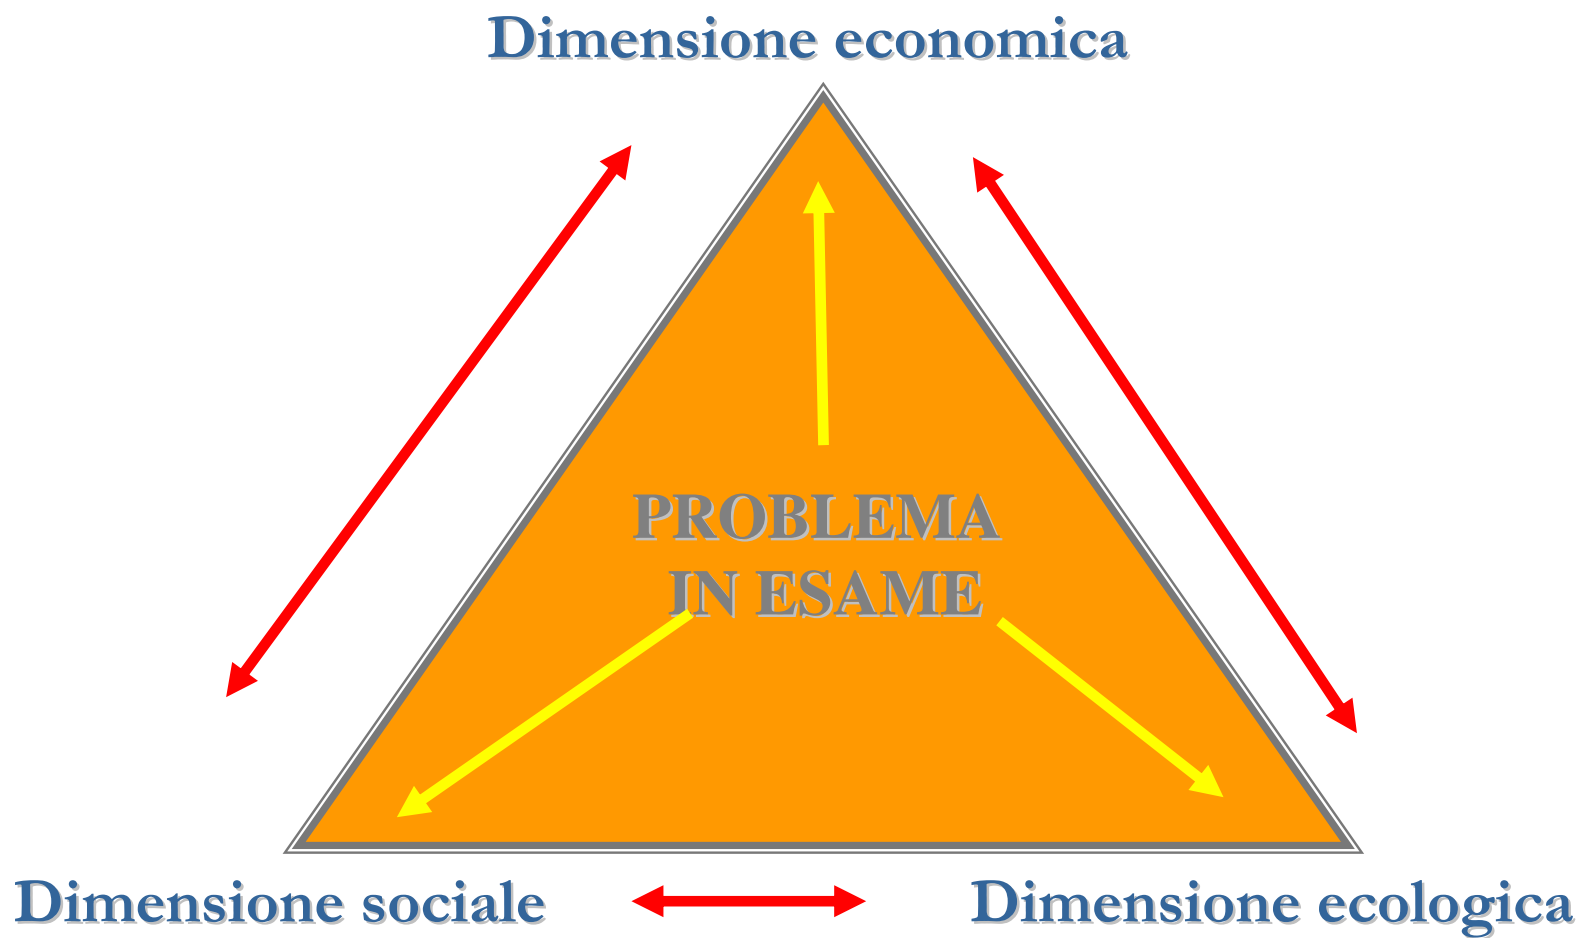 Dimensione economica
PROBLEMA
IN ESAME
Dimensione sociale
Dimensione ecologica